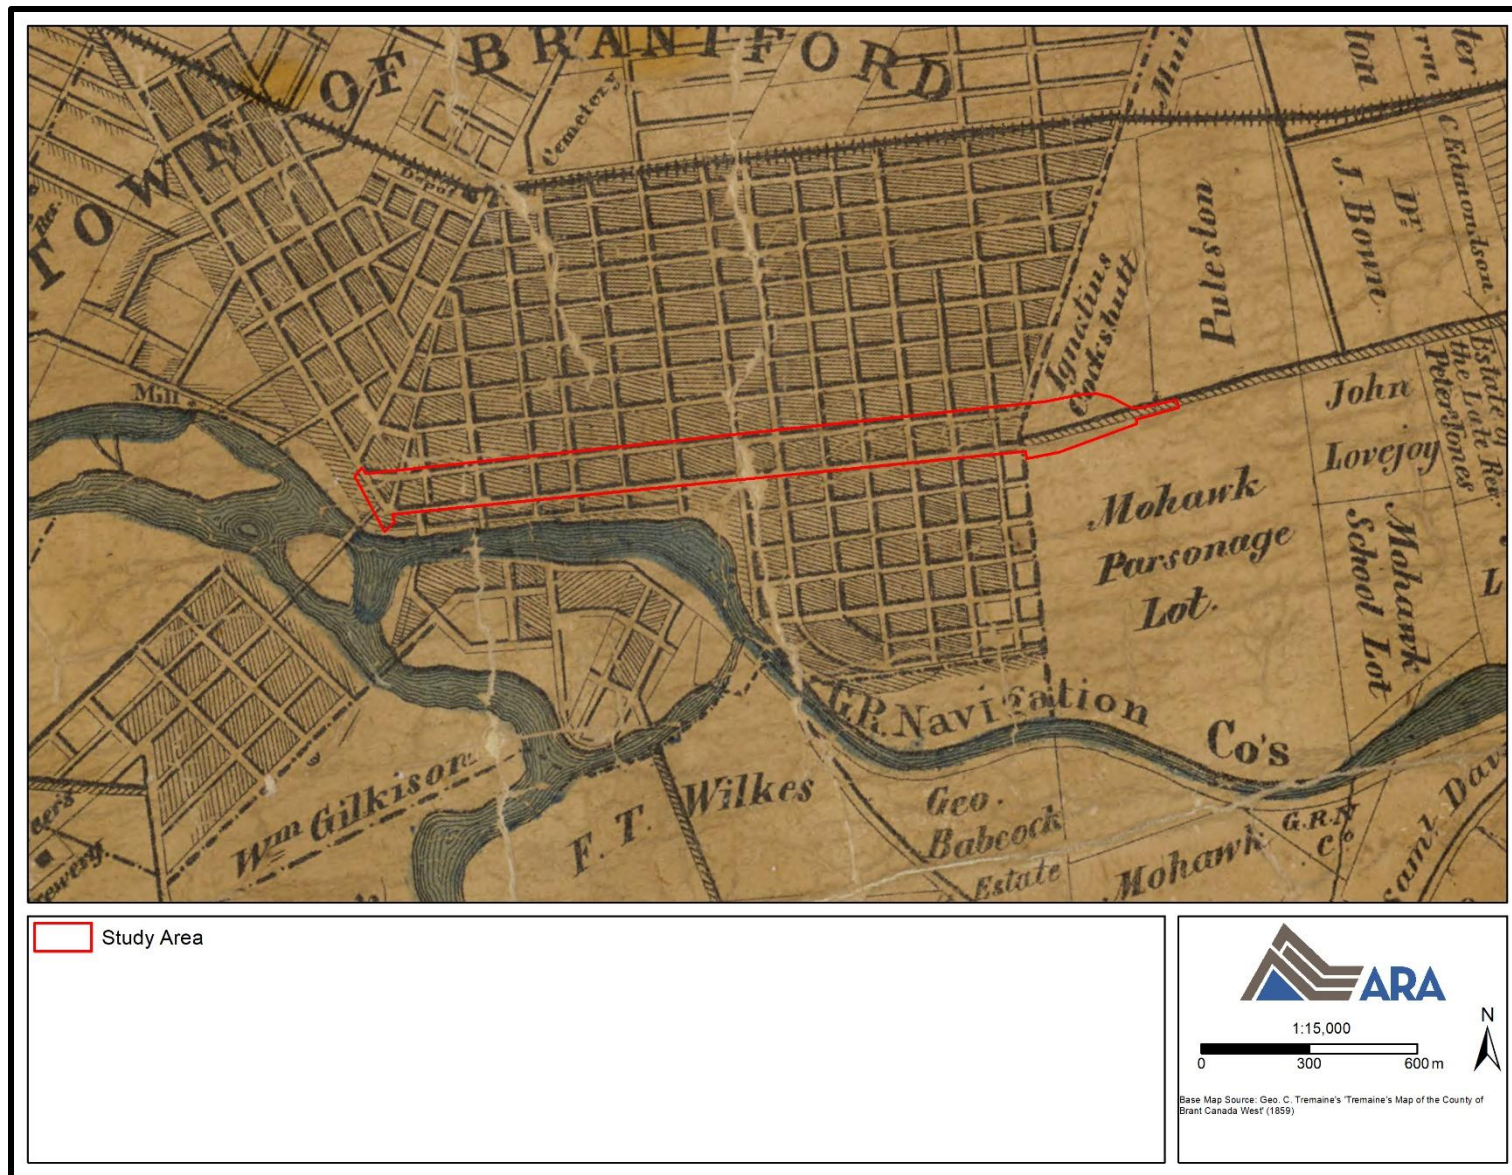 TOWN OF BRANTFORD
Cemetery
Depot
Mill
Ignatius
Cockshutt
Puleston
Dr
J. Bown
C. Edmondson
John
Lovejoy
Estate of
the Late Rev.
Peter Jones
Mohawk
Parsonage
Lot.
Mohawk
School Lot
G.R. Navigation Co's
Wm Gilkison
F. T. Wilkes
Geo.
Babcock
Estate
Mohawk
G.R.N
Co
Study Area
ARA
1:15,000
N
0 300 600 m
Base Map Source: Geo. C. Tremaine's 'Tremaine's Map of the County of
Brant Canada West' (1859)